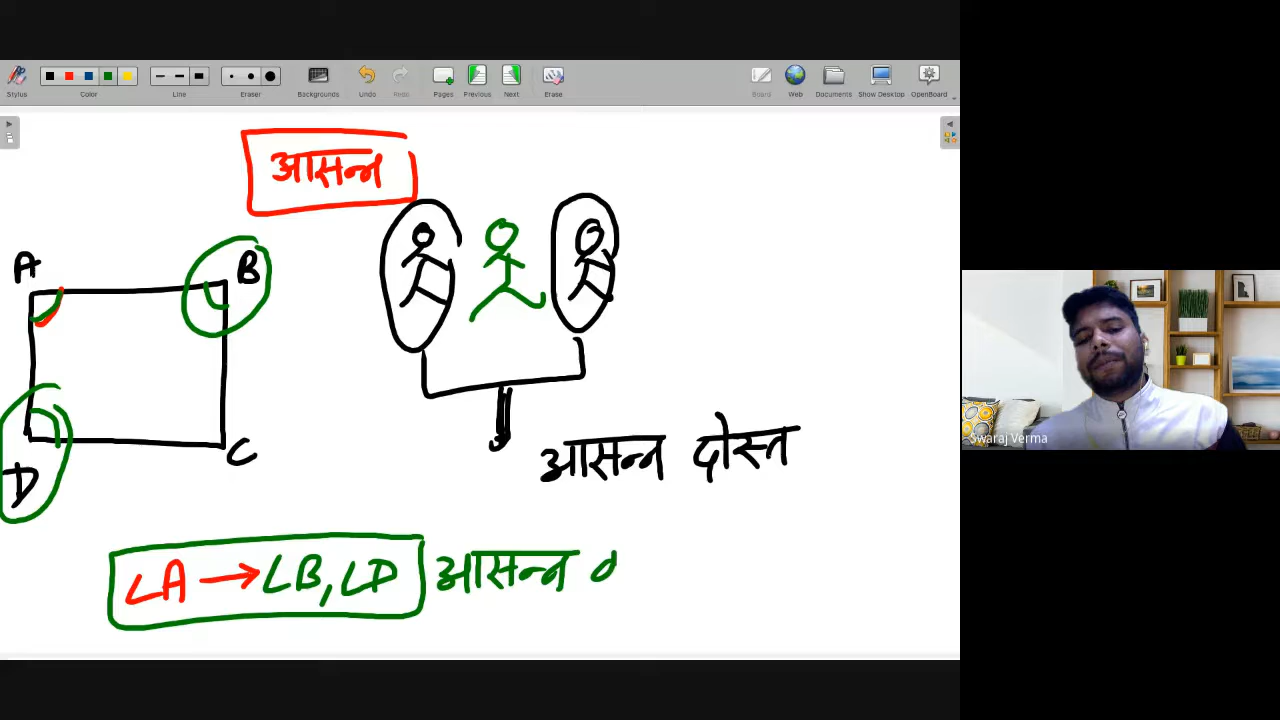 Stylus Color Line Eraser Backgrounds Undo Redo Pages Previous Next Erase Board Web Documents Show Desktop OpenBoard
आसन्न
A B
D C
आसन्न दोस्त
∠A → ∠B, ∠D आसन्न
Swaraj Verma